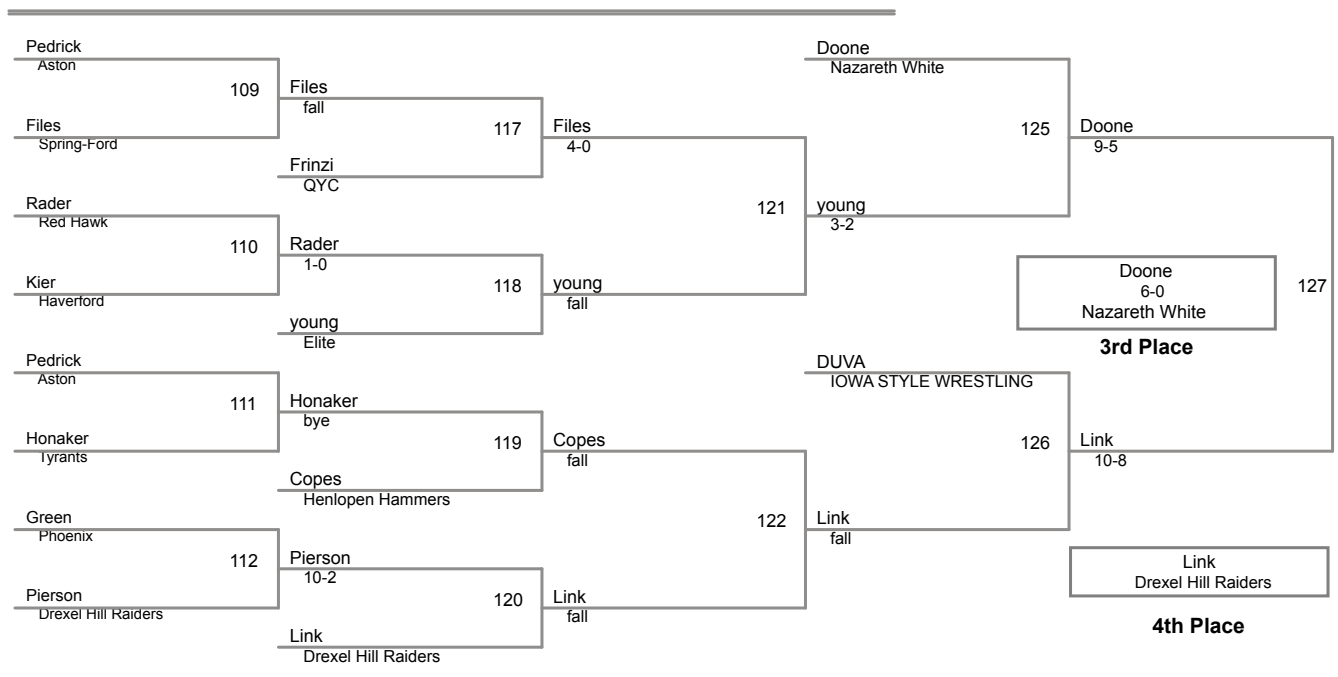 Pedrick
Aston
109
Files
fall
Files
Spring-Ford
117
Files
4-0
Frinzi
QYC
Rader
Red Hawk
110
Rader
1-0
Kier
Haverford
118
young
fall
young
Elite
121
young
3-2
Doone
Nazareth White
125
Doone
9-5
Pedrick
Aston
111
Honaker
bye
Honaker
Tyrants
119
Copes
fall
Copes
Henlopen Hammers
Green
Phoenix
112
Pierson
10-2
Pierson
Drexel Hill Raiders
120
Link
fall
Link
Drexel Hill Raiders
122
Link
fall
DUVA
IOWA STYLE WRESTLING
126
Link
10-8
127
Doone
6-0
Nazareth White
3rd Place
Link
Drexel Hill Raiders
4th Place